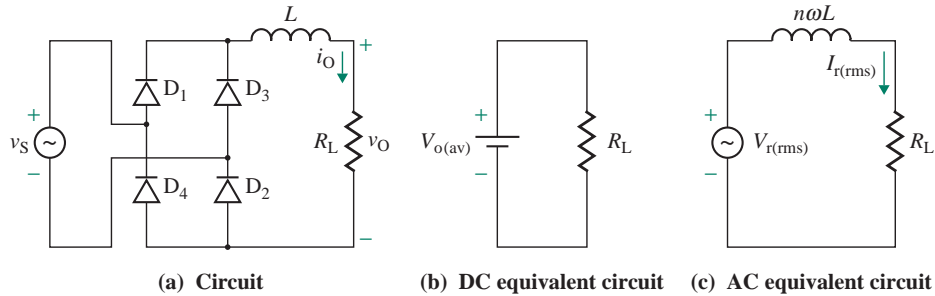 L
nωL
+
i_O
D_1
D_3
+
v_S
−
R_L
v_O
D_4
D_2
−
+
V_o(av)
−
R_L
I_r(rms)
+
V_r(rms)
−
R_L
(a) Circuit
(b) DC equivalent circuit
(c) AC equivalent circuit